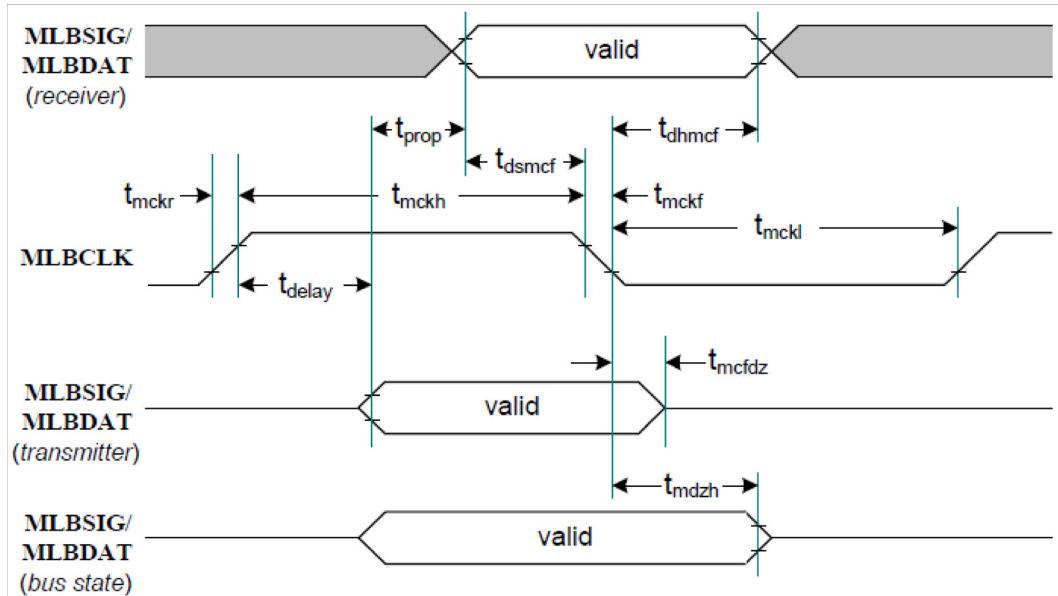 MLBSIG/
MLBDAT
(receiver)
valid
tprop
tdhmcf
tdsmcf
tmckr
tmckh
tmckf
tmckl
MLBCLK
tdelay
tmcfdz
MLBSIG/
MLBDAT
(transmitter)
valid
tmdzh
MLBSIG/
MLBDAT
(bus state)
valid